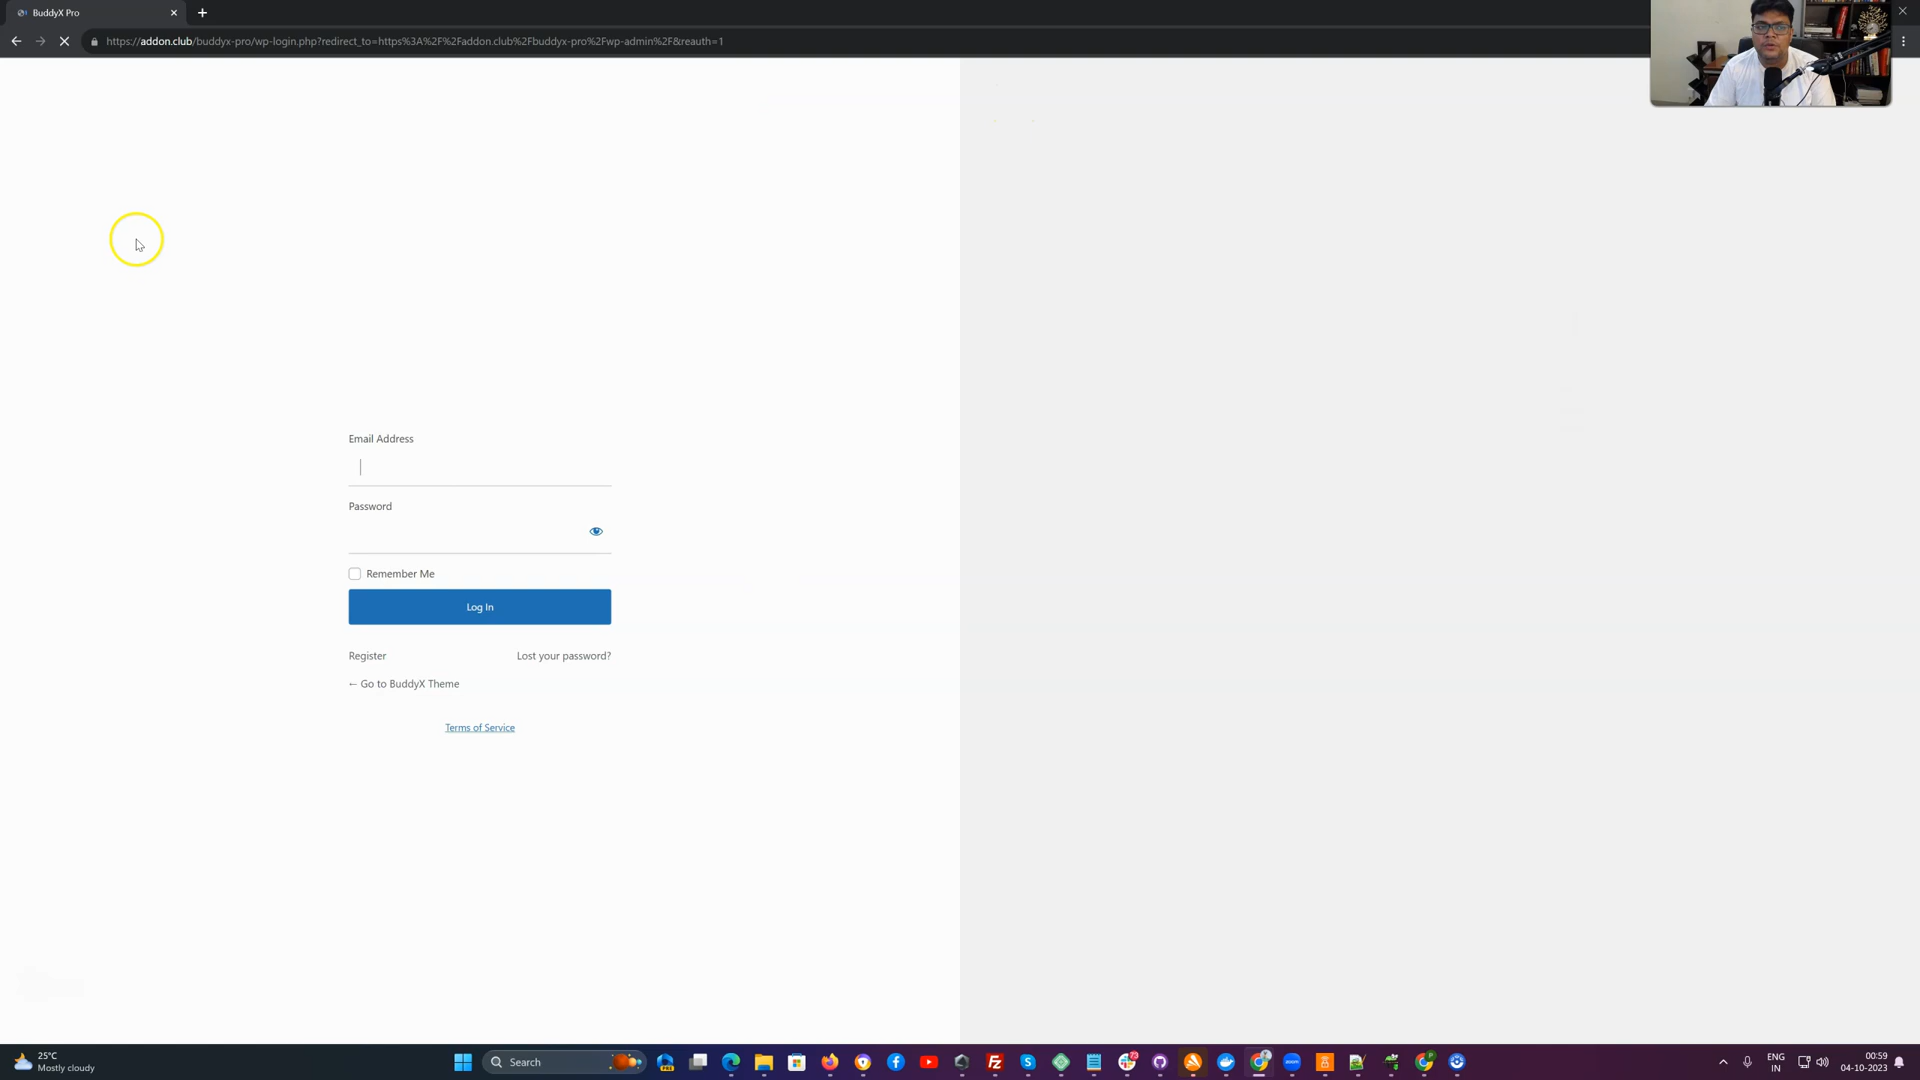 BuddyX Pro
https://addon.club/buddyx-pro/wp-login.php?redirect_to=https%3A%2F%2Faddon.club%2Fbuddyx-pro%2Fwp-admin%2F&reauth=1
Email Address
Password
Remember Me
Log In
Register
Lost your password?
← Go to BuddyX Theme
Terms of Service
25°C
Mostly cloudy
Search
ENG
IN
00:59
04-10-2023